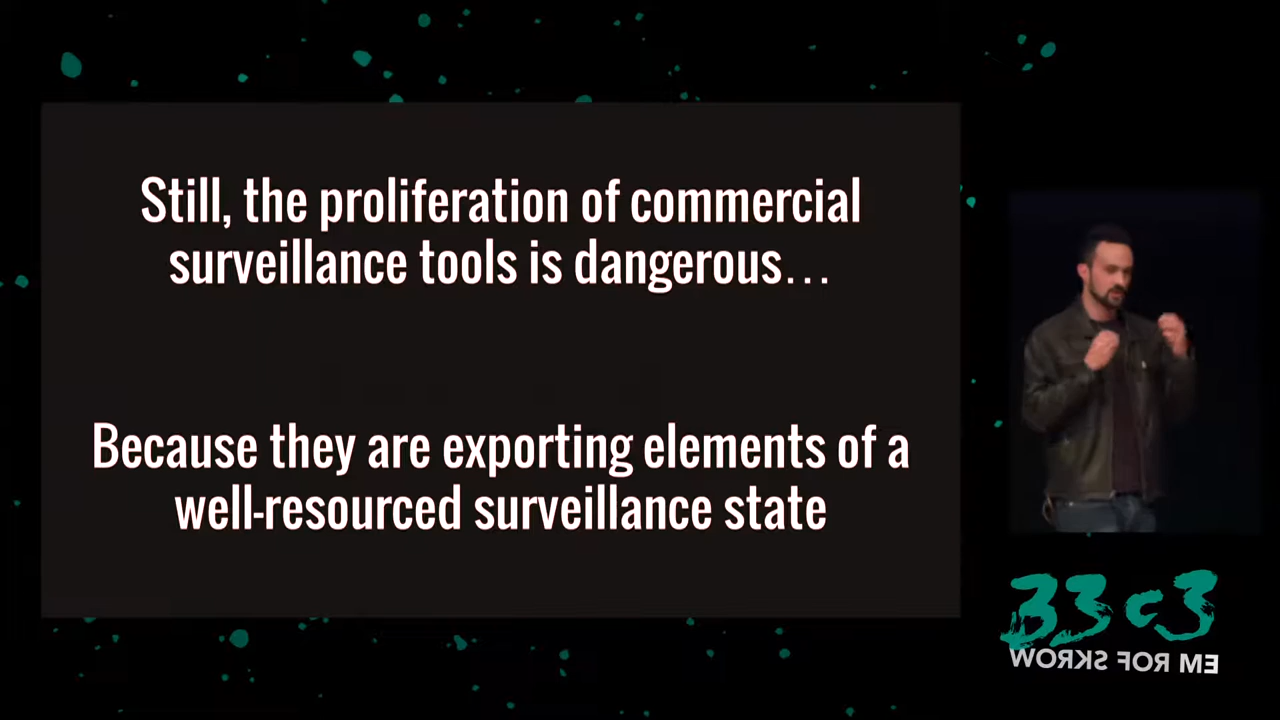 Still, the proliferation of commercial
surveillance tools is dangerous...
Because they are exporting elements of a
well-resourced surveillance state
33c3
WORKS FOR ME